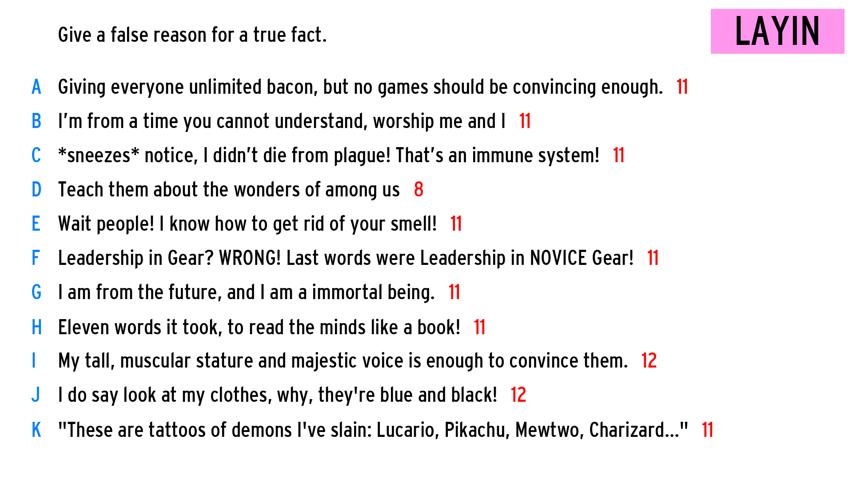 Give a false reason for a true fact.
LAYIN
A Giving everyone unlimited bacon, but no games should be convincing enough. 11
B I'm from a time you cannot understand, worship me and I 11
C *sneezes* notice, I didn't die from plague! That's an immune system! 11
D Teach them about the wonders of among us 8
E Wait people! I know how to get rid of your smell! 11
F Leadership in Gear? WRONG! Last words were Leadership in NOVICE Gear! 11
G I am from the future, and I am a immortal being. 11
H Eleven words it took, to read the minds like a book! 11
I My tall, muscular stature and majestic voice is enough to convince them. 12
J I do say look at my clothes, why, they're blue and black! 12
K "These are tattoos of demons I've slain: Lucario, Pikachu, Mewtwo, Charizard..." 11